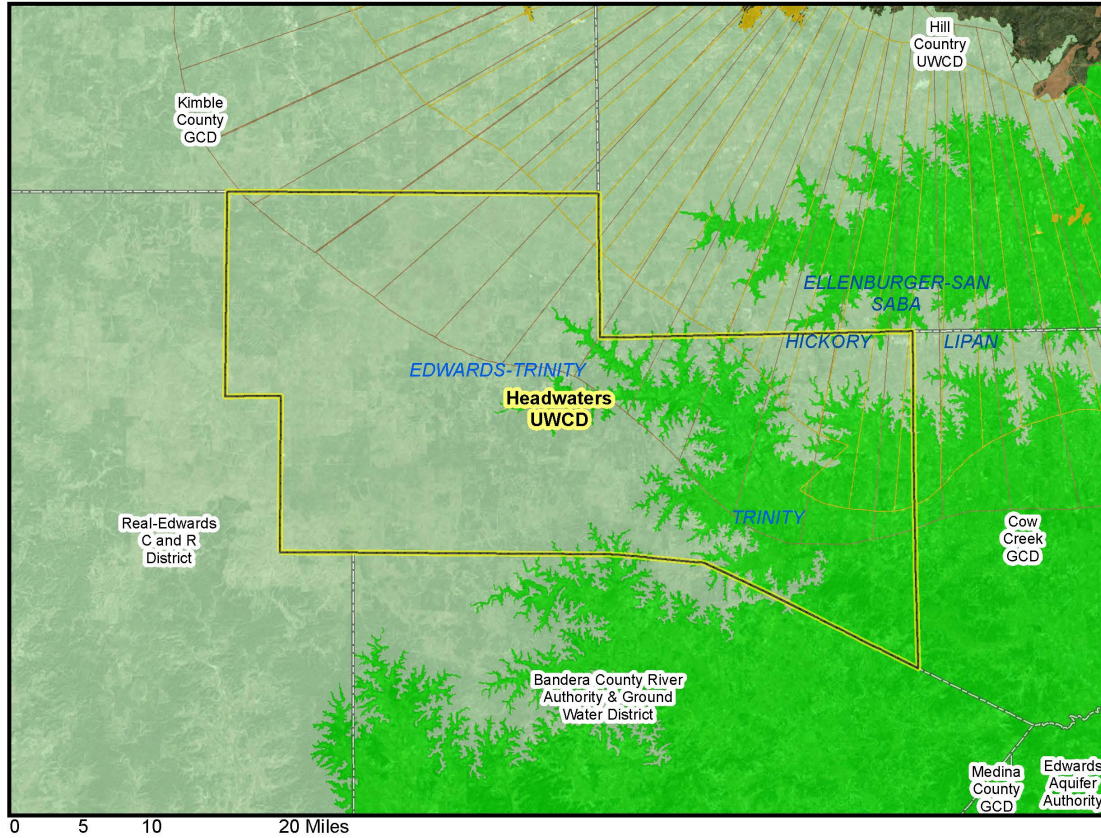 Hill
Country
UWCD
Kimble
County
GCD
ELLENBURGER-SAN
SABA
HICKORY
LIPAN
EDWARDS-TRINITY
Headwaters
UWCD
TRINITY
Real-Edwards
C and R
District
Cow
Creek
GCD
Bandera County River
Authority & Ground
Water District
Medina
County
GCD
Edwards
Aquifer
Authority
0 5 10 20 Miles